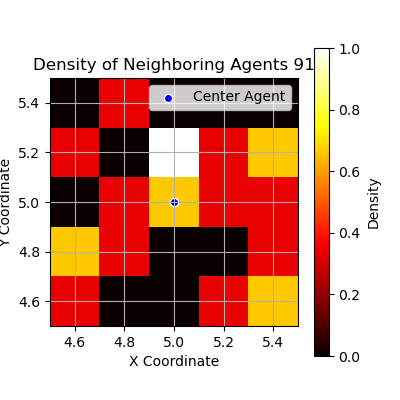 Density of Neighboring Agents 91
Center Agent
5.4
5.2
5.0
4.8
4.6
Y Coordinate
4.6 4.8 5.0 5.2 5.4
X Coordinate
1.0
0.8
0.6
0.4
0.2
0.0
Density